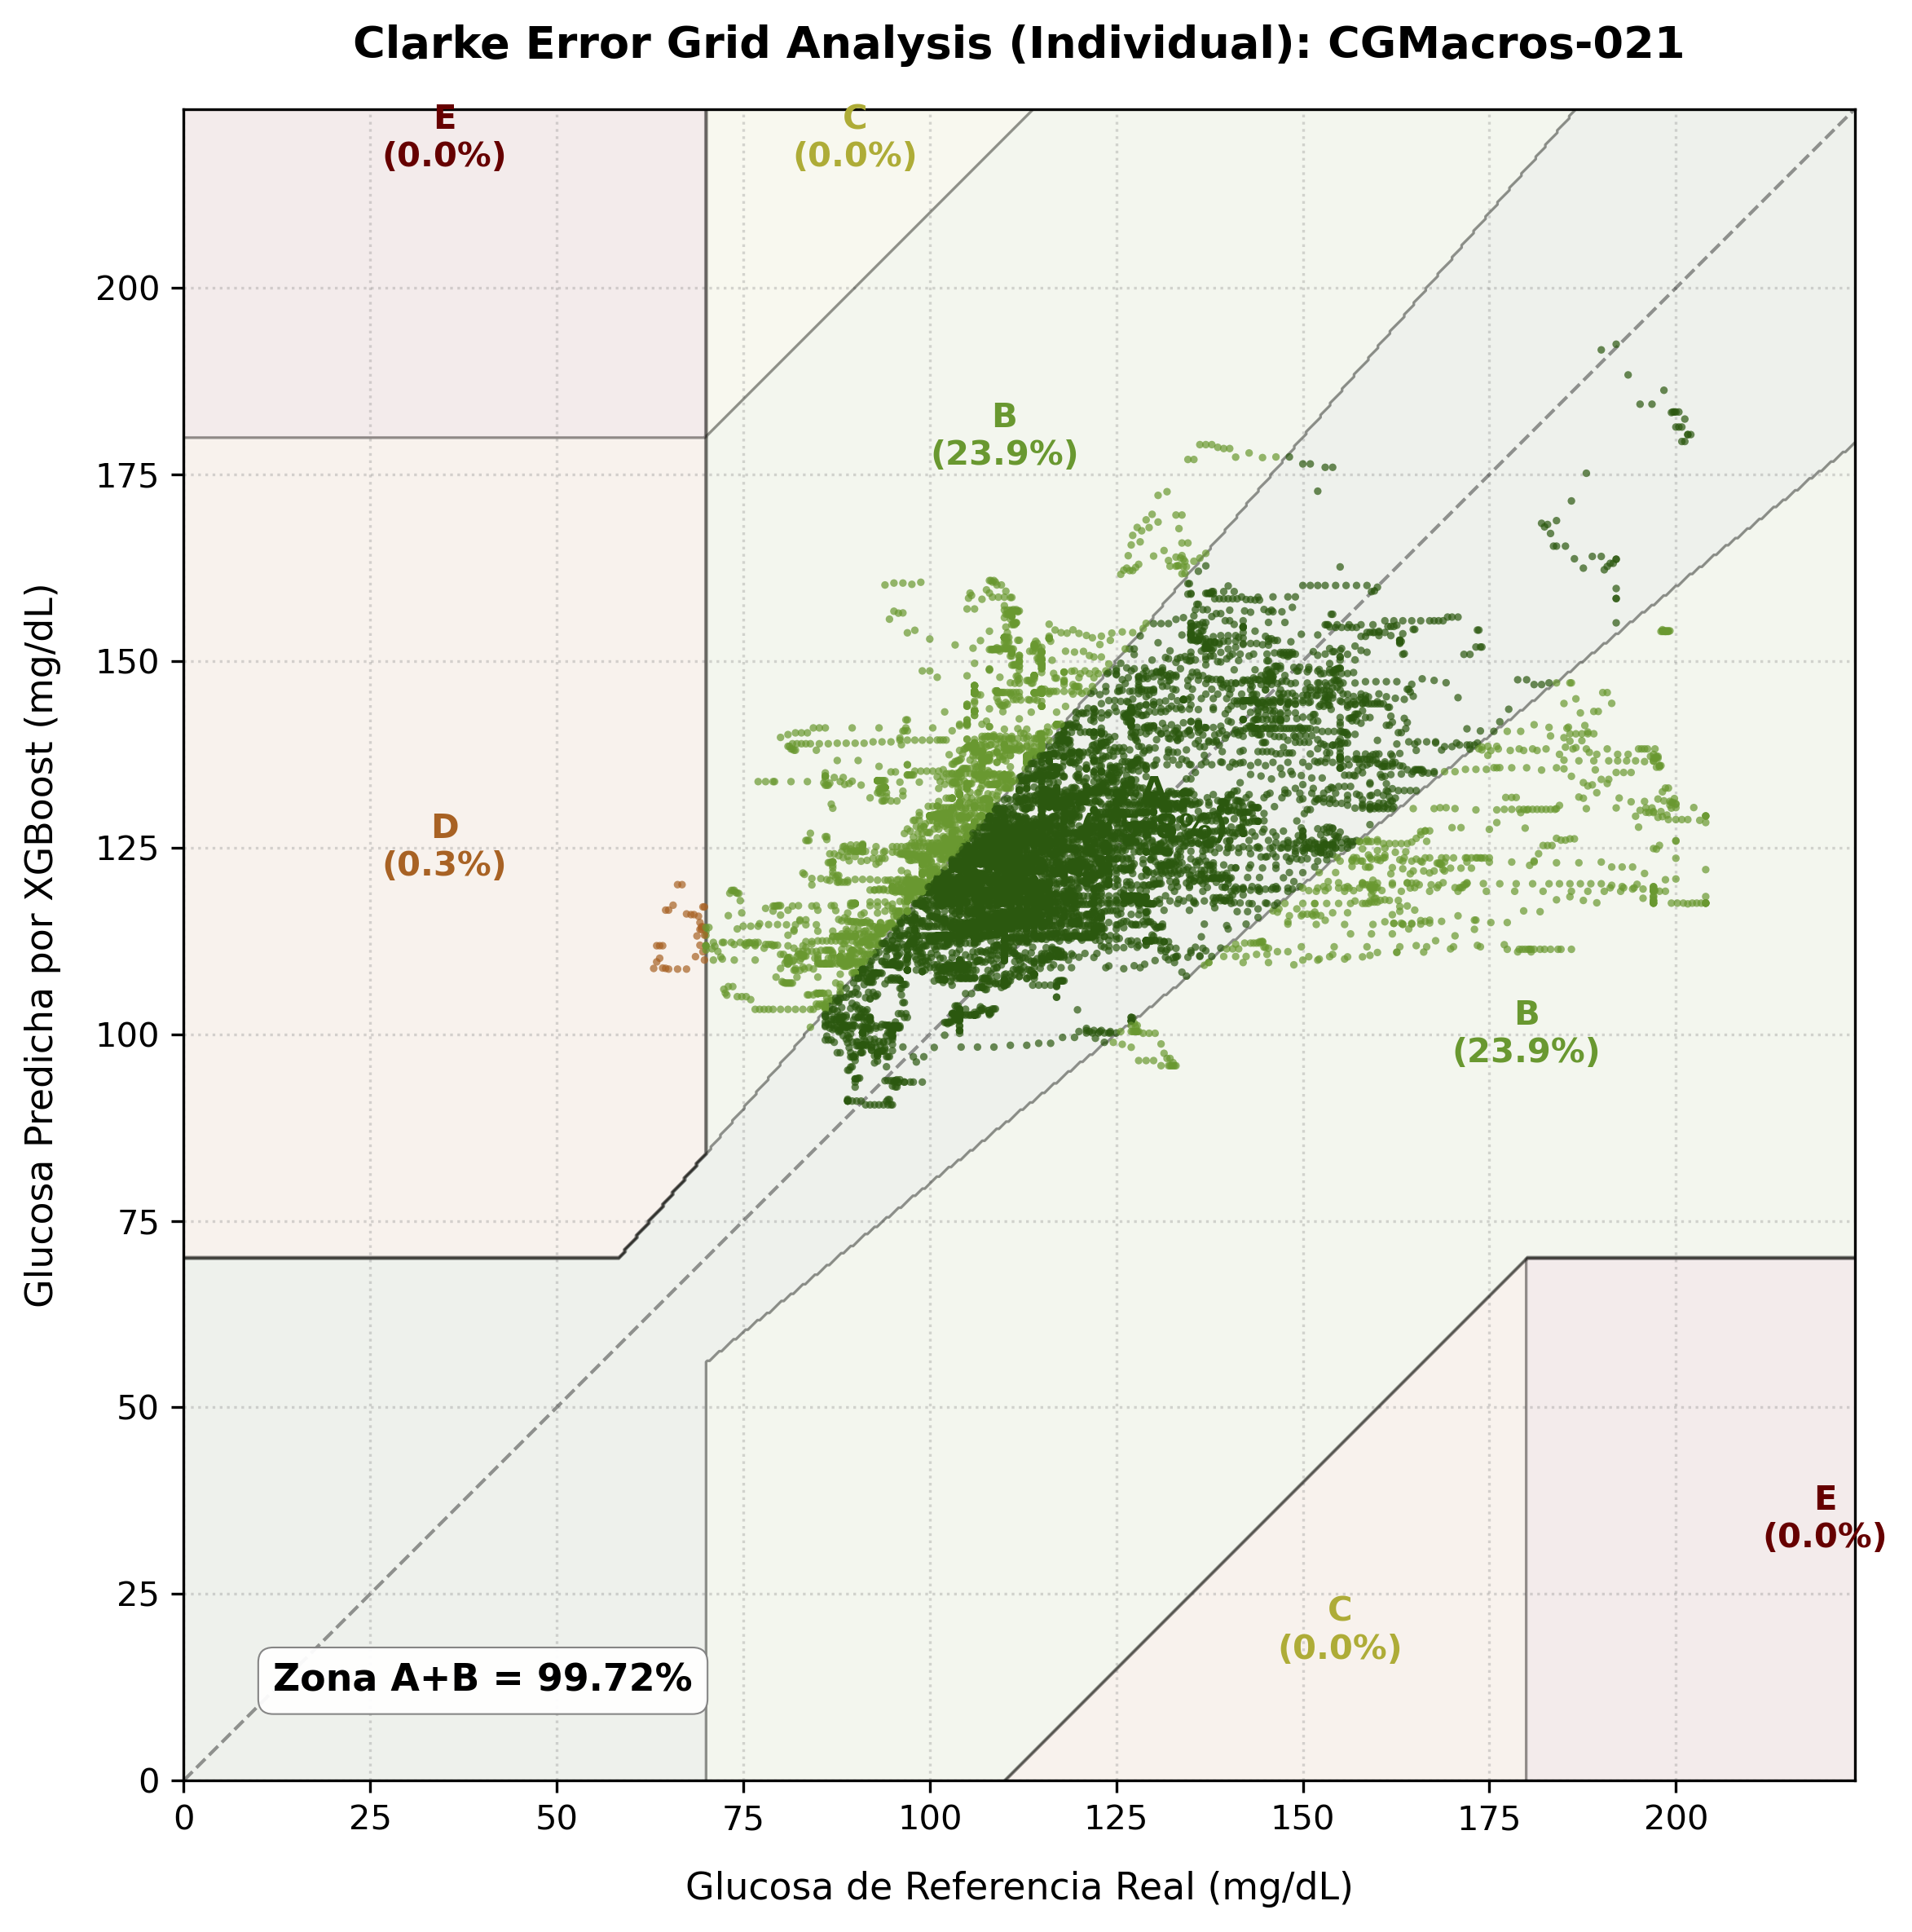 Clarke Error Grid Analysis (Individual): CGMacros-021
E
(0.0%)
C
(0.0%)
B
(23.9%)
D
(0.3%)
A
B
(23.9%)
E
(0.0%)
C
(0.0%)
Zona A+B = 99.72%
Glucosa Predicha por XGBoost (mg/dL)
200
175
150
125
100
75
50
25
0
0
25
50
75
100
125
150
175
200
Glucosa de Referencia Real (mg/dL)